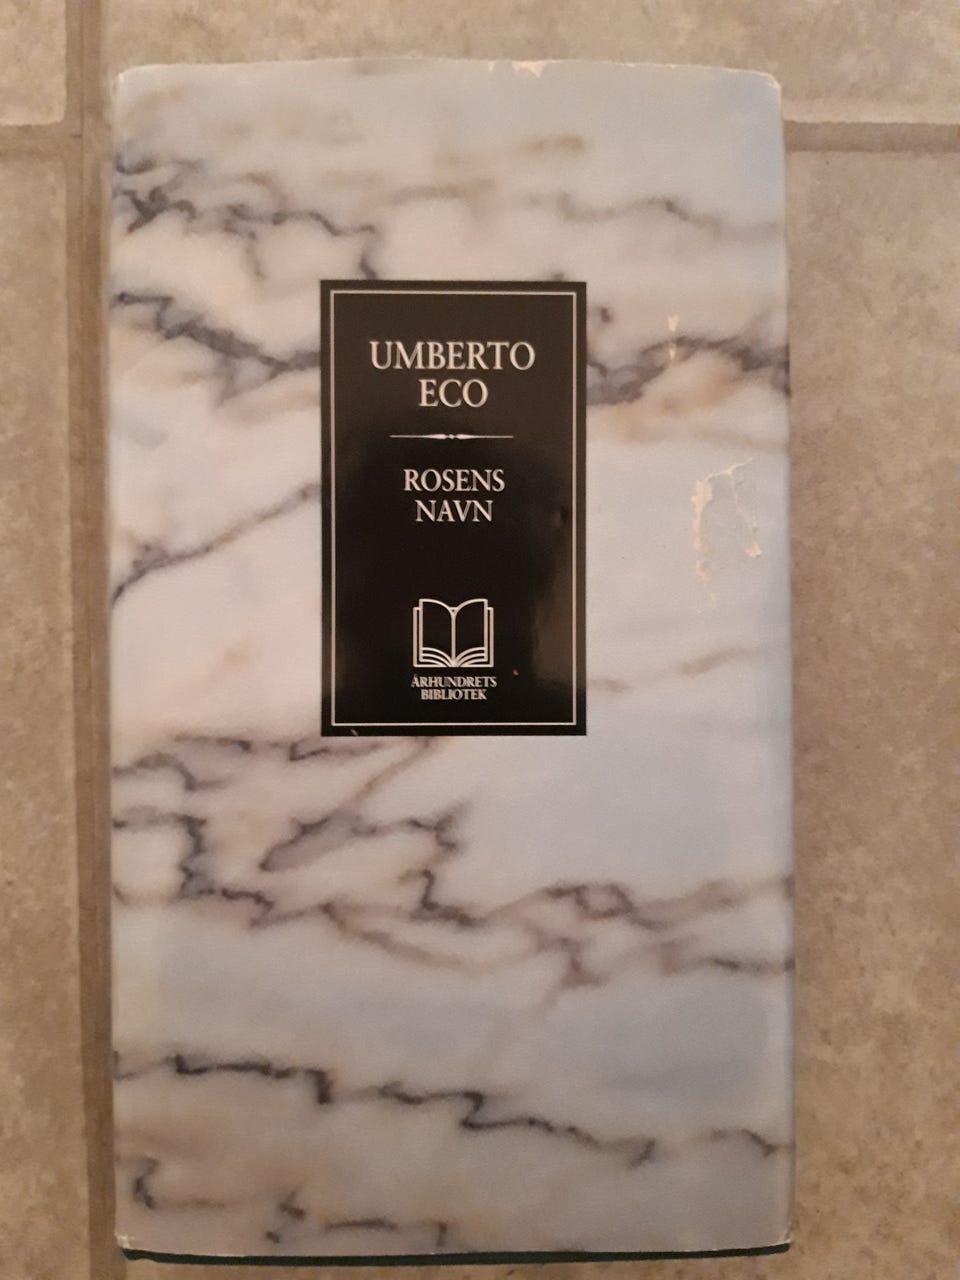 UMBERTO
ECO
ROSENS
NAVN
ÅRHUNDRETS
BIBLIOTEK